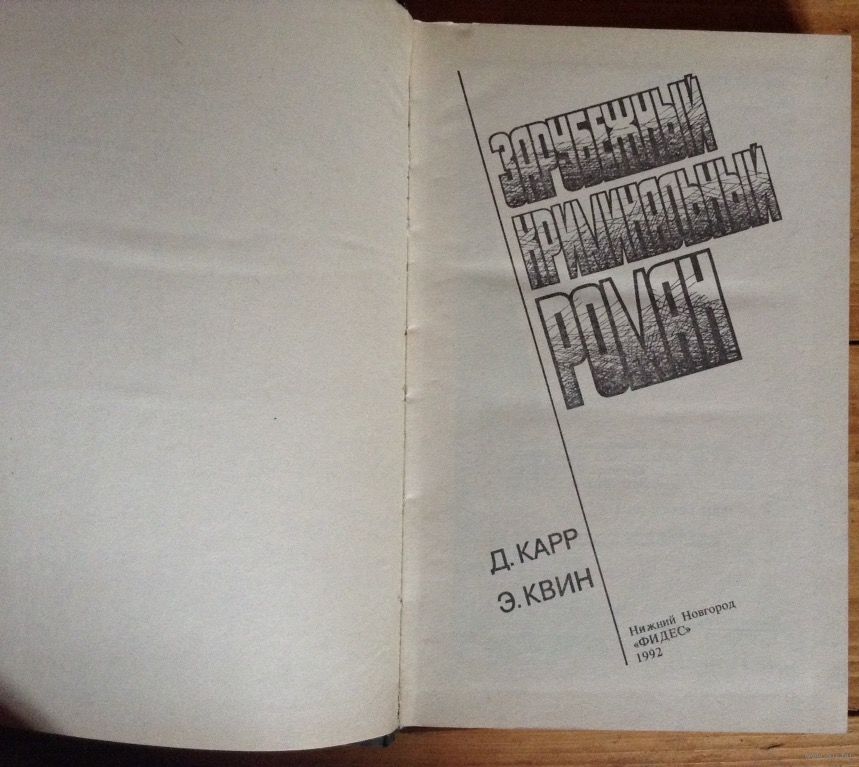 ЗАРУБЕЖНЫЙ
КРИМИНАЛЬНЫЙ
РОМАН
Д. КАРР
Э. КВИН
Нижний Новгород
«ФИДЕС»
1992